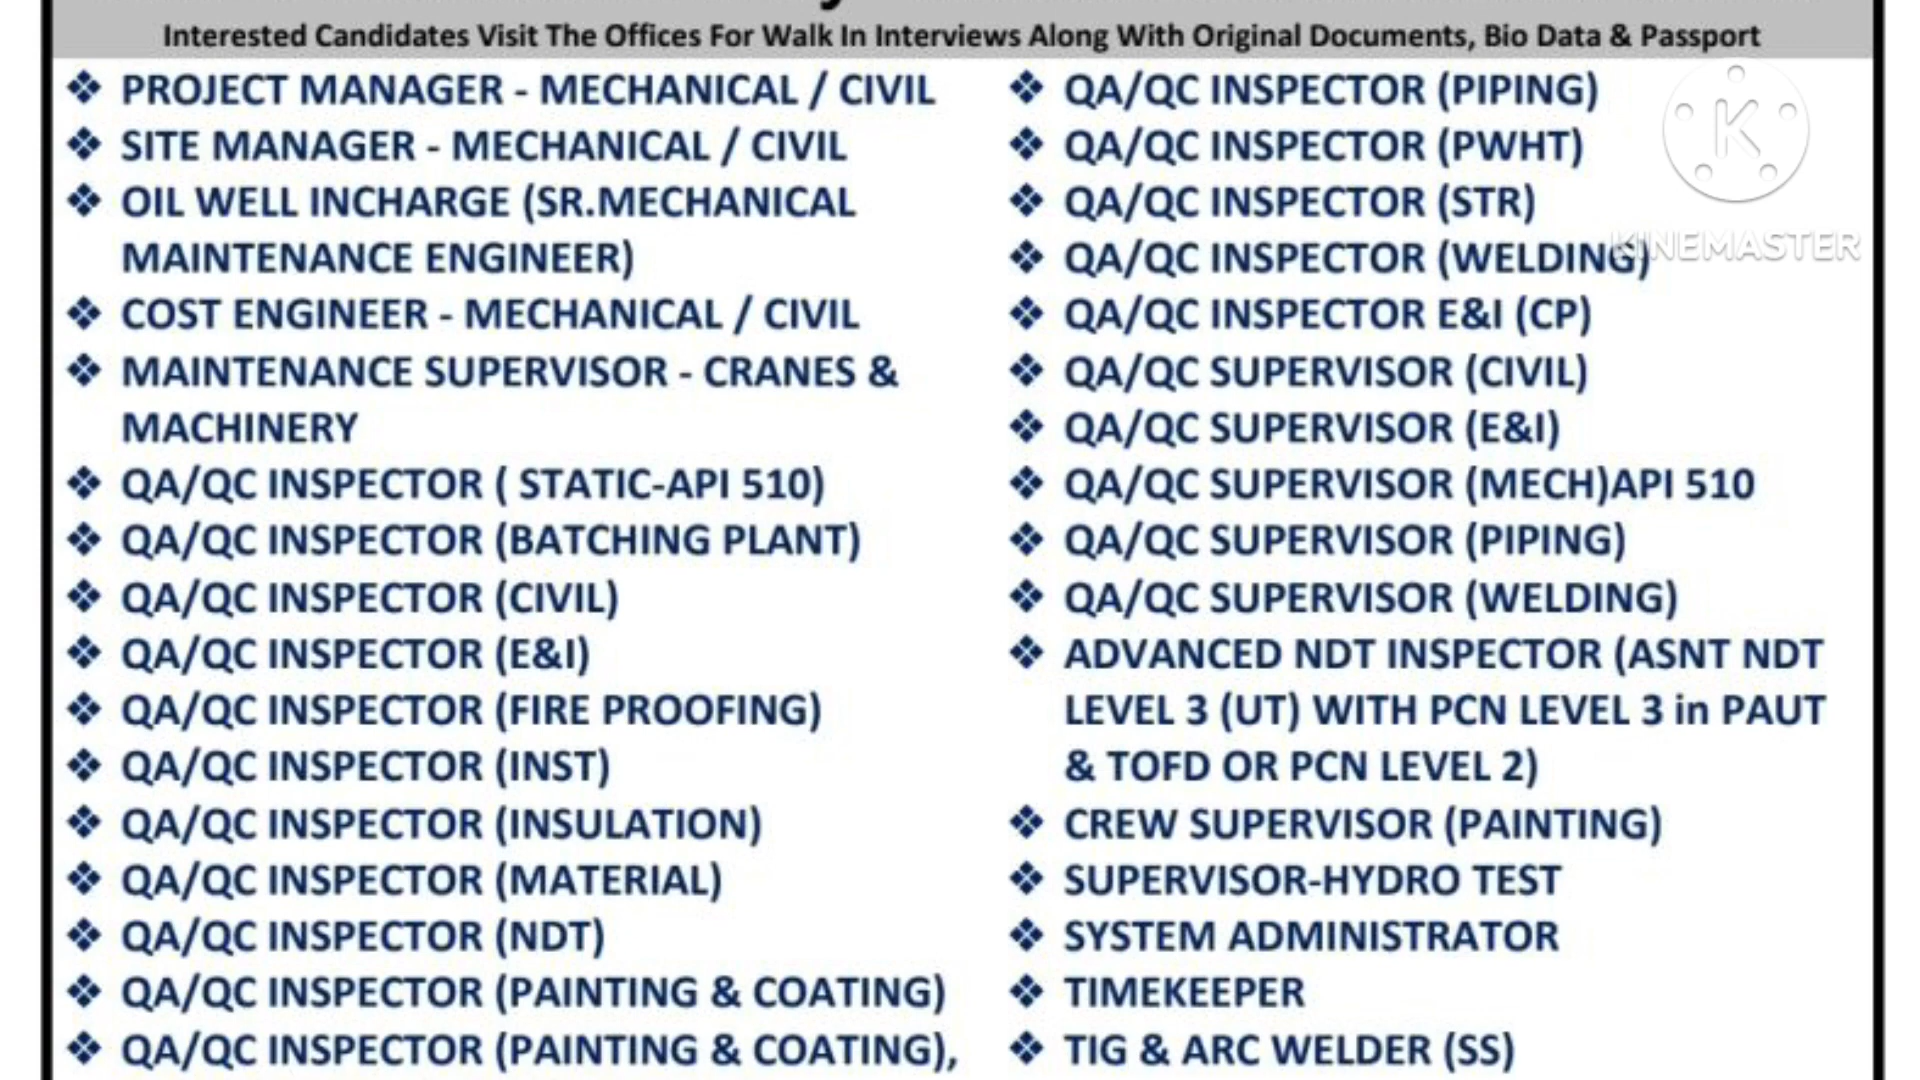 Interested Candidates Visit The Offices For Walk In Interviews Along With Original Documents, Bio Data & Passport
❖ PROJECT MANAGER - MECHANICAL / CIVIL
❖ SITE MANAGER - MECHANICAL / CIVIL
❖ OIL WELL INCHARGE (SR.MECHANICAL
MAINTENANCE ENGINEER)
❖ COST ENGINEER - MECHANICAL / CIVIL
❖ MAINTENANCE SUPERVISOR - CRANES &
MACHINERY
❖ QA/QC INSPECTOR ( STATIC-API 510)
❖ QA/QC INSPECTOR (BATCHING PLANT)
❖ QA/QC INSPECTOR (CIVIL)
❖ QA/QC INSPECTOR (E&I)
❖ QA/QC INSPECTOR (FIRE PROOFING)
❖ QA/QC INSPECTOR (INST)
❖ QA/QC INSPECTOR (INSULATION)
❖ QA/QC INSPECTOR (MATERIAL)
❖ QA/QC INSPECTOR (NDT)
❖ QA/QC INSPECTOR (PAINTING & COATING)
❖ QA/QC INSPECTOR (PAINTING & COATING),
❖ QA/QC INSPECTOR (PIPING)
❖ QA/QC INSPECTOR (PWHT)
❖ QA/QC INSPECTOR (STR)
❖ QA/QC INSPECTOR (WELDING)
❖ QA/QC INSPECTOR E&I (CP)
❖ QA/QC SUPERVISOR (CIVIL)
❖ QA/QC SUPERVISOR (E&I)
❖ QA/QC SUPERVISOR (MECH)API 510
❖ QA/QC SUPERVISOR (PIPING)
❖ QA/QC SUPERVISOR (WELDING)
❖ ADVANCED NDT INSPECTOR (ASNT NDT
LEVEL 3 (UT) WITH PCN LEVEL 3 in PAUT
& TOFD OR PCN LEVEL 2)
❖ CREW SUPERVISOR (PAINTING)
❖ SUPERVISOR-HYDRO TEST
❖ SYSTEM ADMINISTRATOR
❖ TIMEKEEPER
❖ TIG & ARC WELDER (SS)
K
KINEMASTER